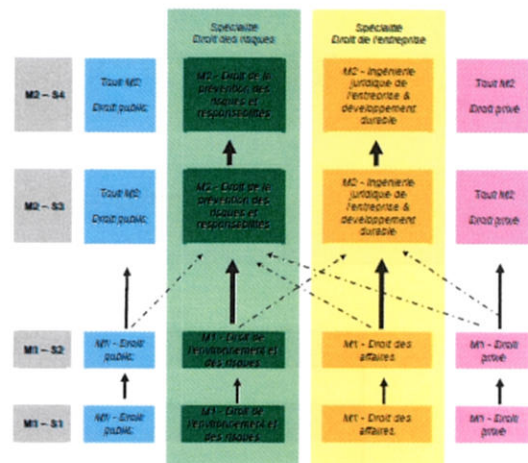 Spécialité
Droit des risques
Spécialité
Droit de l'entreprise
M2 – S4
Tout M2
Droit public
M2 – Droit de la
prévention des
risques et
responsabilités
M2 - Ingénierie
juridique de
l'entreprise &
développement
durable
Tout M2
Droit privé
M2 – S3
Tout M2
Droit public
M2 – Droit de la
prévention des
risques et
responsabilités
M2 - Ingénierie
juridique de
l'entreprise &
développement
durable
Tout M2
Droit privé
M1 – S2
M1 - Droit
public
M1 - Droit de
l'environnement et
des risques
M1 - Droit des
affaires
M1 - Droit
privé
M1 – S1
M1 - Droit
public
M1 - Droit de
l'environnement et
des risques
M1 - Droit des
affaires
M1 - Droit
privé